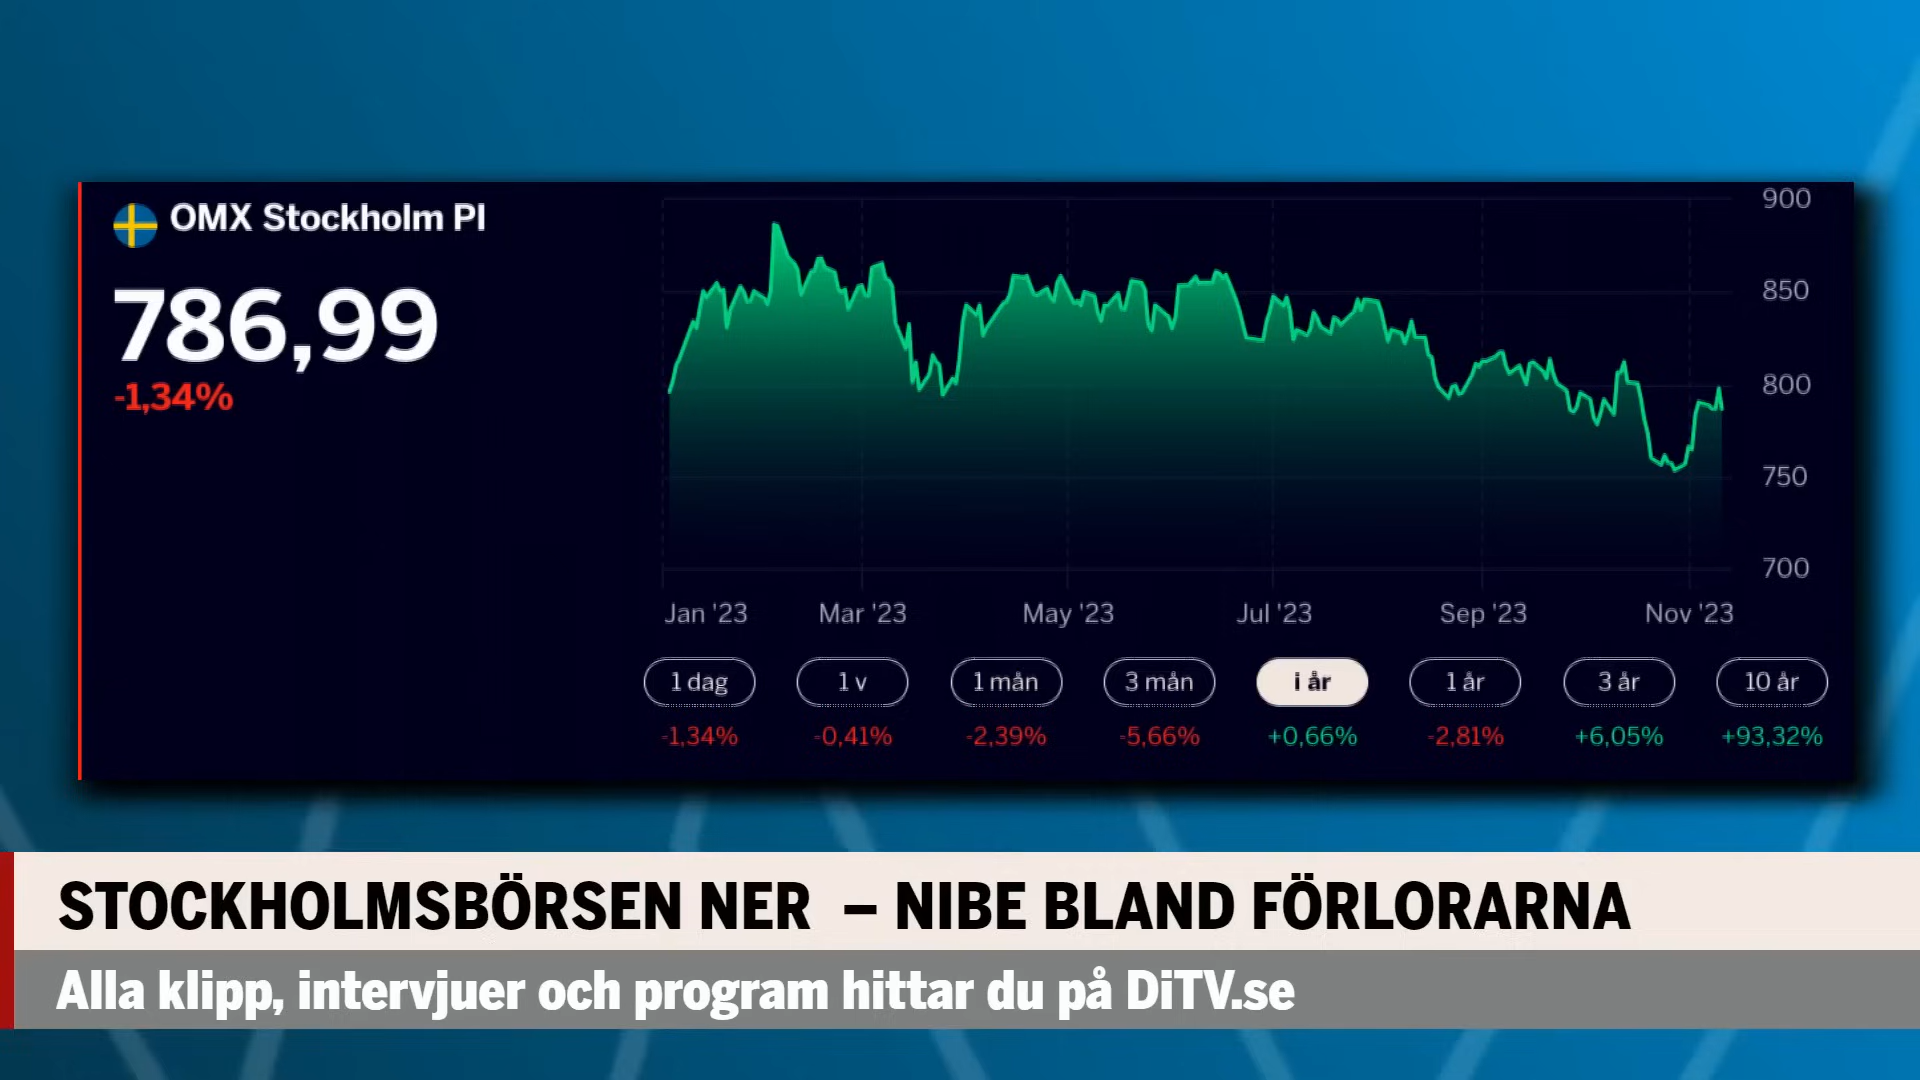 OMX Stockholm PI
786,99
-1,34%
900
850
800
750
700
Jan '23 Mar '23 May '23 Jul '23 Sep '23 Nov '23
1 dag 1 v 1 mån 3 mån i år 1 år 3 år 10 år
-1,34% -0,41% -2,39% -5,66% +0,66% -2,81% +6,05% +93,32%
STOCKHOLMSBÖRSEN NER – NIBE BLAND FÖRLORARNA
Alla klipp, intervjuer och program hittar du på DiTV.se